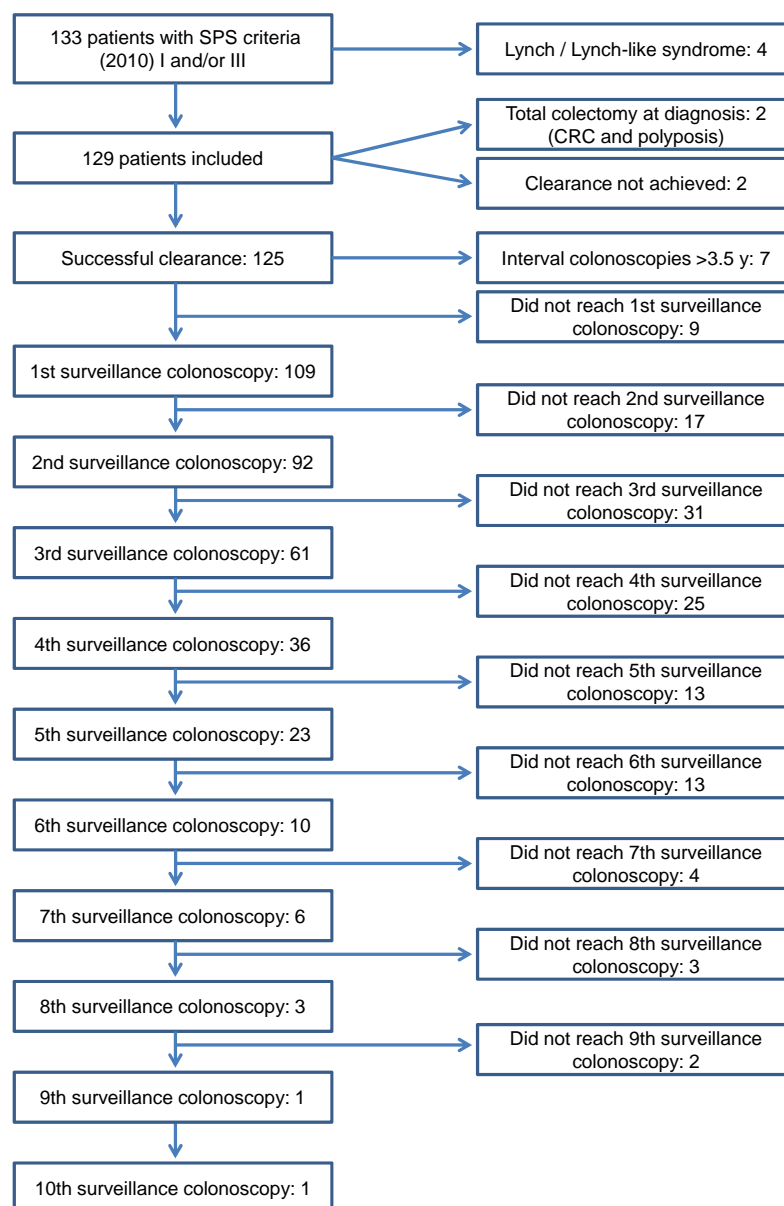 133 patients with SPS criteria
(2010) I and/or III
Lynch / Lynch-like syndrome: 4
Total colectomy at diagnosis: 2
(CRC and polyposis)
129 patients included
Clearance not achieved: 2
Successful clearance: 125
Interval colonoscopies >3.5 y: 7
Did not reach 1st surveillance
colonoscopy: 9
1st surveillance colonoscopy: 109
Did not reach 2nd surveillance
colonoscopy: 17
2nd surveillance colonoscopy: 92
Did not reach 3rd surveillance
colonoscopy: 31
3rd surveillance colonoscopy: 61
Did not reach 4th surveillance
colonoscopy: 25
4th surveillance colonoscopy: 36
Did not reach 5th surveillance
colonoscopy: 13
5th surveillance colonoscopy: 23
Did not reach 6th surveillance
colonoscopy: 13
6th surveillance colonoscopy: 10
Did not reach 7th surveillance
colonoscopy: 4
7th surveillance colonoscopy: 6
Did not reach 8th surveillance
colonoscopy: 3
8th surveillance colonoscopy: 3
Did not reach 9th surveillance
colonoscopy: 2
9th surveillance colonoscopy: 1
10th surveillance colonoscopy: 1